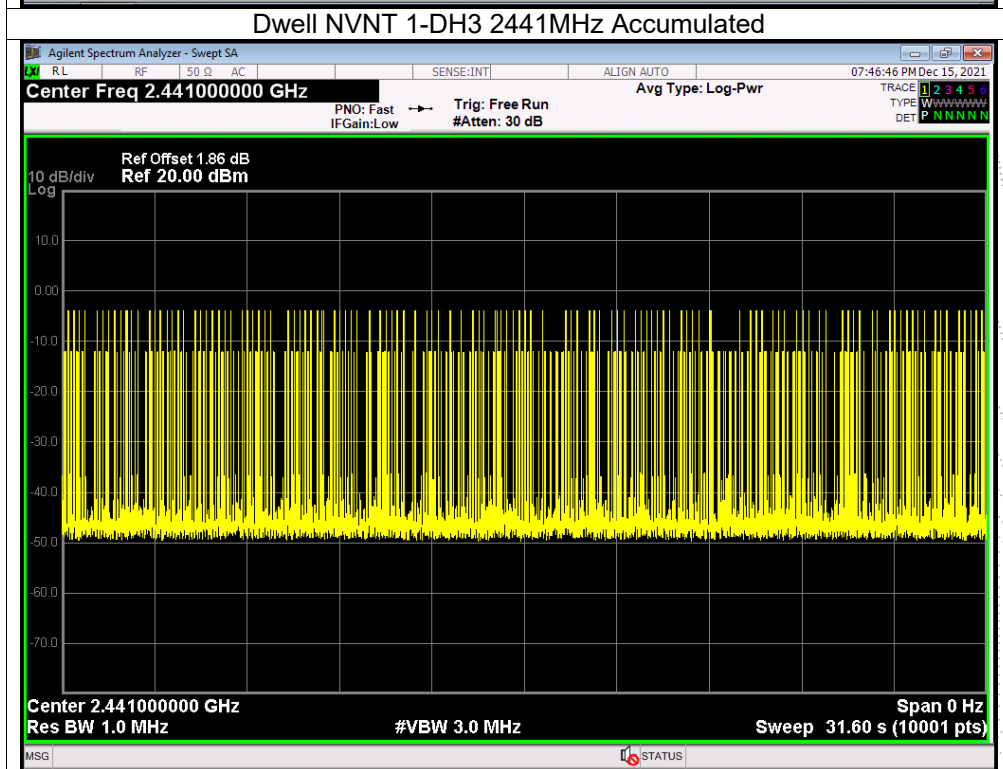 Dwell NVNT 1-DH3 2441MHz Accumulated
Agilent Spectrum Analyzer - Swept SA
LXI RL RF 50 Ω AC SENSE:INT ALIGN AUTO 07:46:46 PM Dec 15, 2021
Center Freq 2.441000000 GHz Avg Type: Log-Pwr TRACE 1 2 3 4 5 6
PNO: Fast Trig: Free Run TYPE WWWWWW
IFGain:Low #Atten: 30 dB DET P N N N N N
Ref Offset 1.86 dB
10 dB/div Ref 20.00 dBm
Log
10.0
0.00
-10.0
-20.0
-30.0
-40.0
-50.0
-60.0
-70.0
Center 2.441000000 GHz Span 0 Hz
Res BW 1.0 MHz #VBW 3.0 MHz Sweep 31.60 s (10001 pts)
MSG STATUS